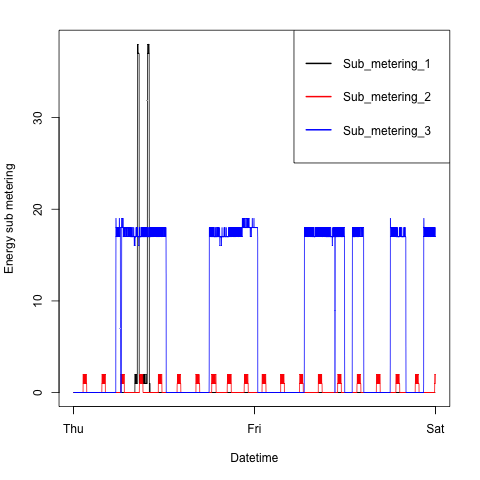 Sub_metering_1
Sub_metering_2
Sub_metering_3
Energy sub metering
30
20
10
0
Thu Fri Sat
Datetime